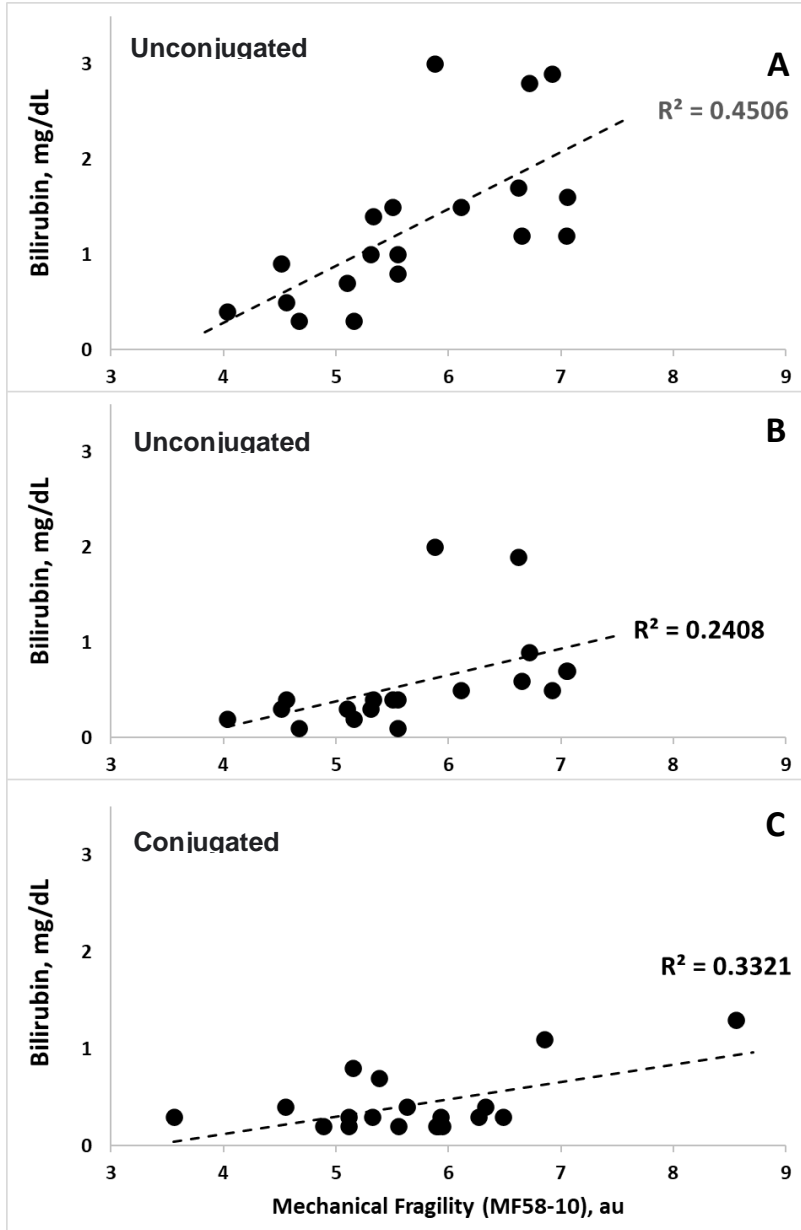 Unconjugated
A
R² = 0.4506
Bilirubin, mg/dL
3
2
1
0
3 4 5 6 7 8 9
Unconjugated
B
R² = 0.2408
Bilirubin, mg/dL
3
2
1
0
3 4 5 6 7 8 9
Conjugated
C
R² = 0.3321
Bilirubin, mg/dL
3
2
1
0
3 4 5 6 7 8 9
Mechanical Fragility (MF58-10), au